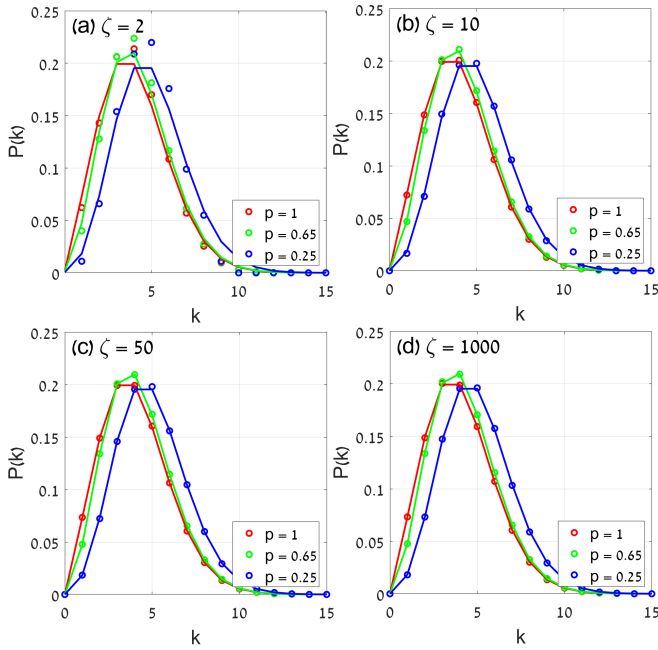 (a) ζ = 2
P(k)
0.25
0.2
0.15
0.1
0.05
0
0 5 10 15
k
p = 1
p = 0.65
p = 0.25
(b) ζ = 10
P(k)
0.25
0.2
0.15
0.1
0.05
0
0 5 10 15
k
p = 1
p = 0.65
p = 0.25
(c) ζ = 50
P(k)
0.25
0.2
0.15
0.1
0.05
0
0 5 10 15
k
p = 1
p = 0.65
p = 0.25
(d) ζ = 1000
P(k)
0.25
0.2
0.15
0.1
0.05
0
0 5 10 15
k
p = 1
p = 0.65
p = 0.25